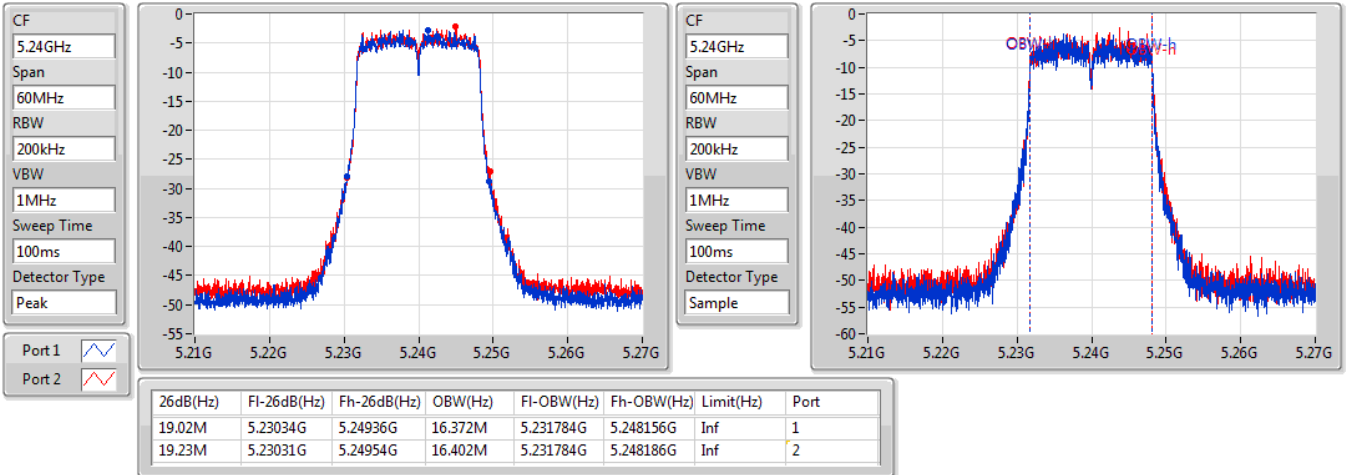 CF
5.24GHz
Span
60MHz
RBW
200kHz
VBW
1MHz
Sweep Time
100ms
Detector Type
Peak
Port 1
Port 2
0
-5
-10
-15
-20
-25
-30
-35
-40
-45
-50
-55
5.21G 5.22G 5.23G 5.24G 5.25G 5.26G 5.27G
CF
5.24GHz
Span
60MHz
RBW
200kHz
VBW
1MHz
Sweep Time
100ms
Detector Type
Sample
0
-5
-10
-15
-20
-25
-30
-35
-40
-45
-50
-55
-60
OBW-h
5.21G 5.22G 5.23G 5.24G 5.25G 5.26G 5.27G
26dB(Hz) Fl-26dB(Hz) Fh-26dB(Hz) OBW(Hz) Fl-OBW(Hz) Fh-OBW(Hz) Limit(Hz) Port
19.02M 5.23034G 5.24936G 16.372M 5.231784G 5.248156G Inf 1
19.23M 5.23031G 5.24954G 16.402M 5.231784G 5.248186G Inf 2